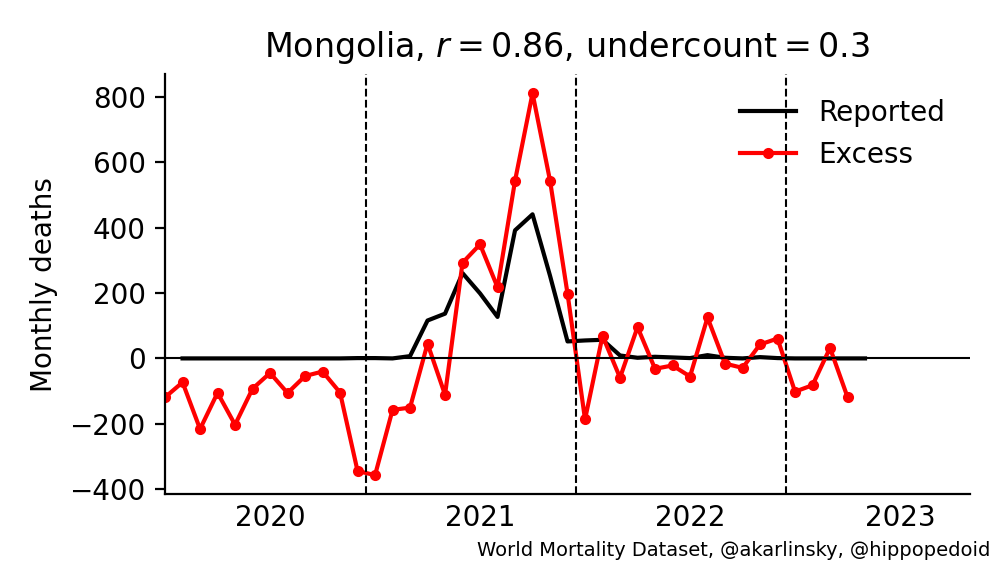 Mongolia, r = 0.86, undercount = 0.3
Monthly deaths
800
600
400
200
0
−200
−400
Reported
Excess
2020 2021 2022 2023
World Mortality Dataset, @akarlinsky, @hippopedoid